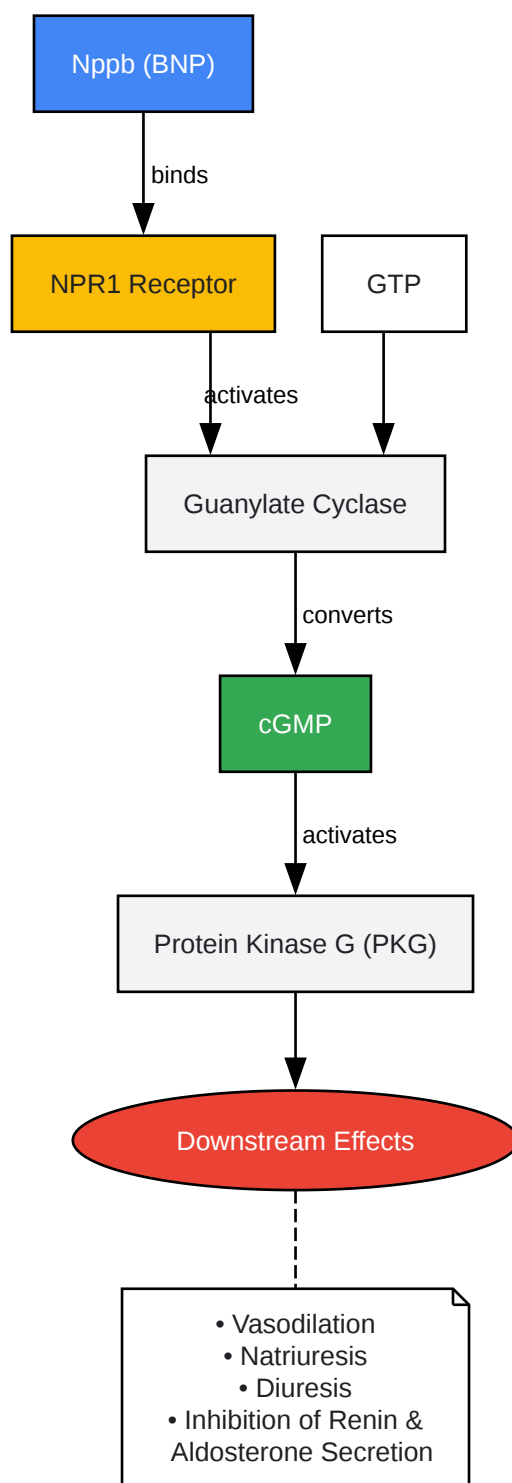 Nppb (BNP)
binds
NPR1 Receptor
GTP
activates
Guanylate Cyclase
converts
cGMP
activates
Protein Kinase G (PKG)
Downstream Effects
• Vasodilation
• Natriuresis
• Diuresis
• Inhibition of Renin &
Aldosterone Secretion